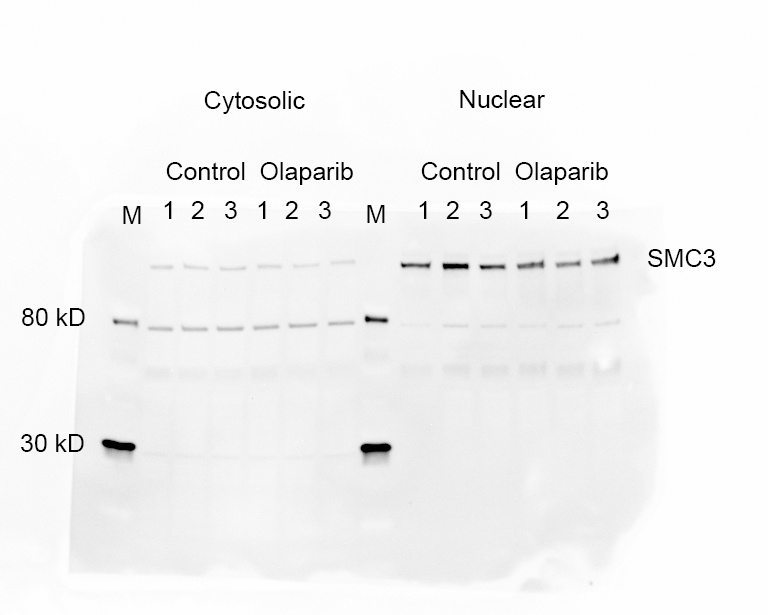 Cytosolic Nuclear
Control Olaparib Control Olaparib
M 1 2 3 1 2 3 M 1 2 3 1 2 3
SMC3
80 kD
30 kD